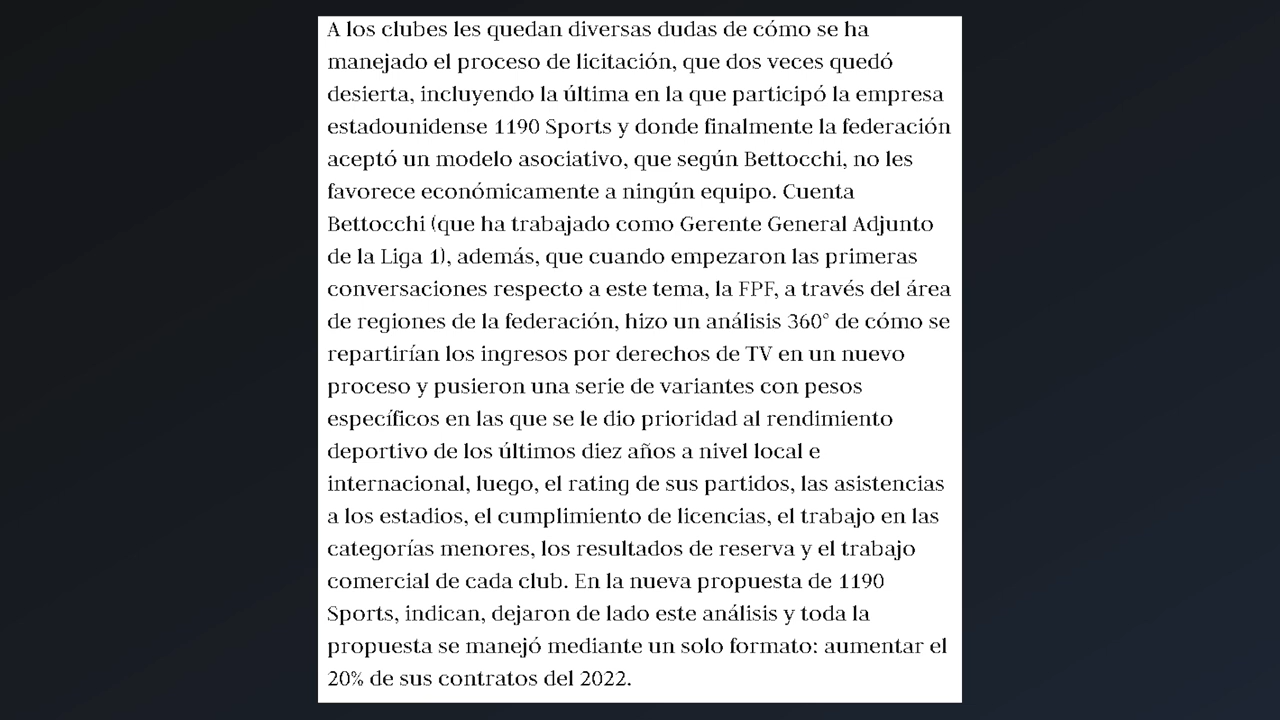 A los clubes les quedan diversas dudas de cómo se ha
manejado el proceso de licitación, que dos veces quedó
desierta, incluyendo la última en la que participó la empresa
estadounidense 1190 Sports y donde finalmente la federación
aceptó un modelo asociativo, que según Bettocchi, no les
favorece económicamente a ningún equipo. Cuenta
Bettocchi (que ha trabajado como Gerente General Adjunto
de la Liga 1), además, que cuando empezaron las primeras
conversaciones respecto a este tema, la FPF, a través del área
de regiones de la federación, hizo un análisis 360° de cómo se
repartirían los ingresos por derechos de TV en un nuevo
proceso y pusieron una serie de variantes con pesos
específicos en las que se le dio prioridad al rendimiento
deportivo de los últimos diez años a nivel local e
internacional, luego, el rating de sus partidos, las asistencias
a los estadios, el cumplimiento de licencias, el trabajo en las
categorías menores, los resultados de reserva y el trabajo
comercial de cada club. En la nueva propuesta de 1190
Sports, indican, dejaron de lado este análisis y toda la
propuesta se manejó mediante un solo formato: aumentar el
20% de sus contratos del 2022.